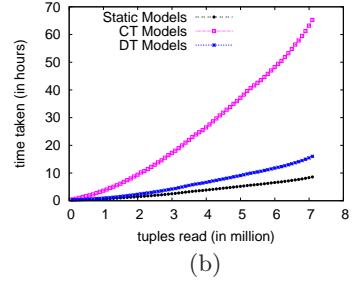 70
60
50
40
30
20
10
0
time taken (in hours)
Static Models
CT Models
DT Models
0 1 2 3 4 5 6 7 8
tuples read (in million)
(b)